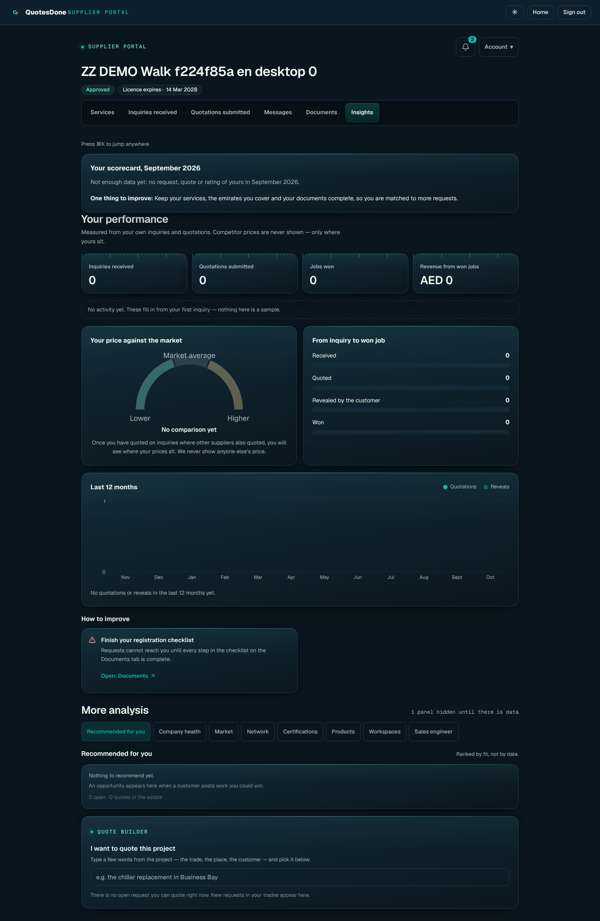 QuotesDone SUPPLIER PORTAL
Home
Sign out
SUPPLIER PORTAL
2
Account
ZZ DEMO Walk f224f85a en desktop 0
Approved
Licence expires · 14 Mar 2028
Services
Inquiries received
Quotations submitted
Messages
Documents
Insights
Press ⌘K to jump anywhere
Your scorecard, September 2026
Not enough data yet: no request, quote or rating of yours in September 2026.
One thing to improve: Keep your services, the emirates you cover and your documents complete, so you are matched to more requests.
Your performance
Measured from your own inquiries and quotations. Competitor prices are never shown — only where
yours sit.
Inquiries received
0
Quotations submitted
0
Jobs won
0
Revenue from won jobs
AED 0
No activity yet. These fill in from your first inquiry — nothing here is a sample.
Your price against the market
Market average
Lower
Higher
No comparison yet
Once you have quoted on inquiries where other suppliers also quoted, you will
see where your prices sit. We never show anyone else's price.
From inquiry to won job
Received 0
Quoted 0
Revealed by the customer 0
Won 0
Last 12 months
Quotations
Reveals
1
0
Nov Dec Jan Feb Mar Apr May Jun Jul Aug Sept Oct
No quotations or reveals in the last 12 months yet.
How to improve
Finish your registration checklist
Requests cannot reach you until every step in the checklist on the
Documents tab is complete.
Open: Documents ↗
More analysis
1 panel hidden until there is data
Recommended for you
Company health
Market
Network
Certifications
Products
Workspaces
Sales engineer
Recommended for you
Ranked by fit, not by date.
Nothing to recommend yet.
An opportunity appears here when a customer posts work you could win.
QUOTE BUILDER
I want to quote this project
Type a few words from the project — the trade, the place, the customer — and pick it below.
e.g. the chiller replacement in Business Bay
There is no open request you can quote right now. New requests in your trades appear here.